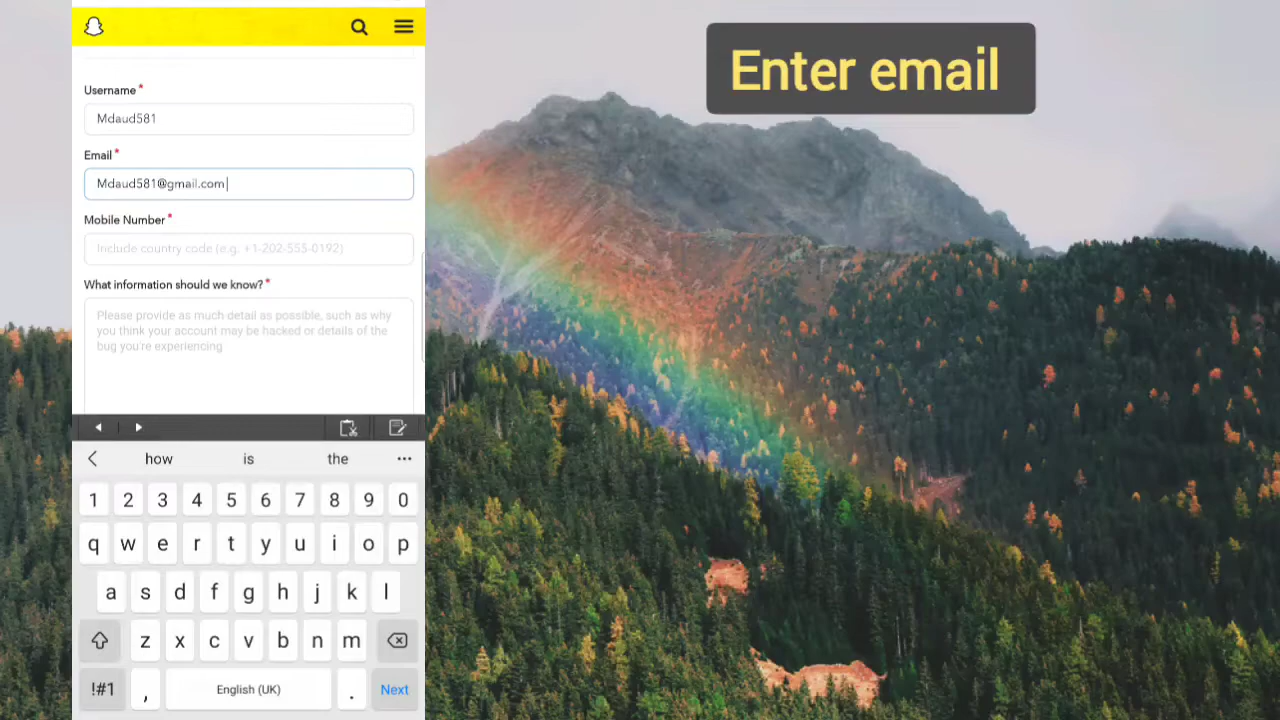 Enter email
Username *
Mdaud581
Email *
Mdaud581@gmail.com
Mobile Number *
Include country code (e.g. +1-202-555-0192)
What information should we know? *
Please provide as much detail as possible, such as why
you think your account may be hacked or details of the
bug you're experiencing
how is the ...
1 2 3 4 5 6 7 8 9 0
q w e r t y u i o p
a s d f g h j k l
z x c v b n m
!#1 , English (UK) . Next